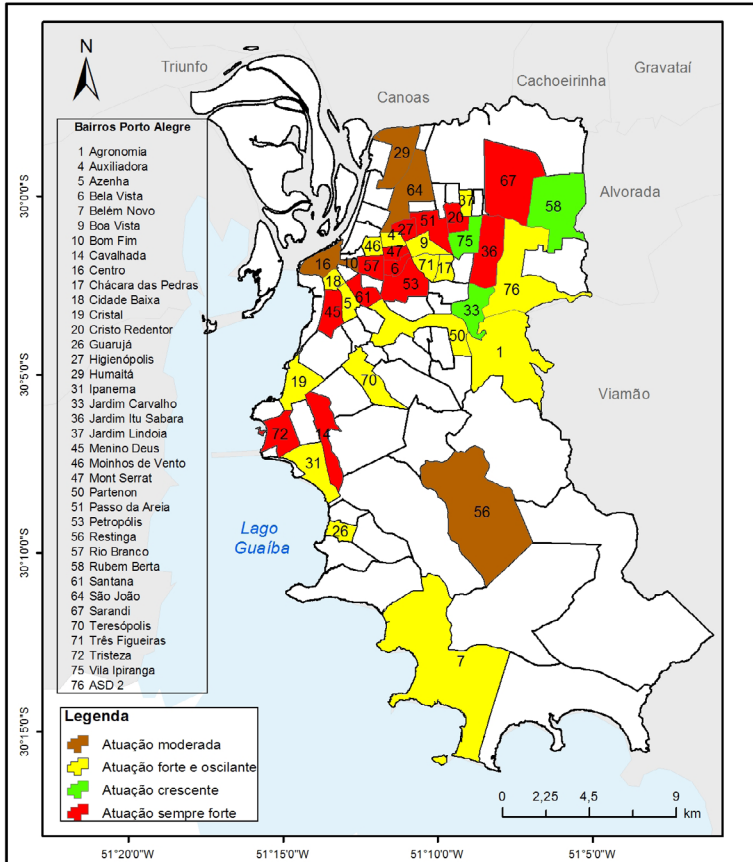 N
Triunfo
Cachoeirinha
Gravataí
Canoas
Alvorada
Viamão
Lago
Guaíba
Bairros Porto Alegre
1 Agronomia
4 Auxiliadora
5 Azenha
6 Bela Vista
7 Belém Novo
9 Boa Vista
10 Bom Fim
14 Cavalhada
16 Centro
17 Chácara das Pedras
18 Cidade Baixa
19 Cristal
20 Cristo Redentor
26 Guarujá
27 Higienópolis
29 Humaitá
31 Ipanema
33 Jardim Carvalho
36 Jardim Itu Sabara
37 Jardim Lindoia
45 Menino Deus
46 Moinhos de Vento
47 Mont Serrat
50 Partenon
51 Passo da Areia
53 Petropólis
56 Restinga
57 Rio Branco
58 Rubem Berta
61 Santana
64 São João
67 Sarandi
70 Teresópolis
71 Três Figueiras
72 Tristeza
75 Vila Ipiranga
76 ASD 2
29
64
67
58
37
20
51
27
4
75
36
9
46
47
16
10
57
6
71
17
53
76
18
5
61
45
33
50
1
19
70
72
14
31
56
26
7
30°0'0"S
30°5'0"S
30°10'0"S
30°15'0"S
Legenda
Atuação moderada
Atuação forte e oscilante
Atuação crescente
Atuação sempre forte
0 2,25 4,5 9
km
51°20'0"W 51°15'0"W 51°10'0"W 51°5'0"W